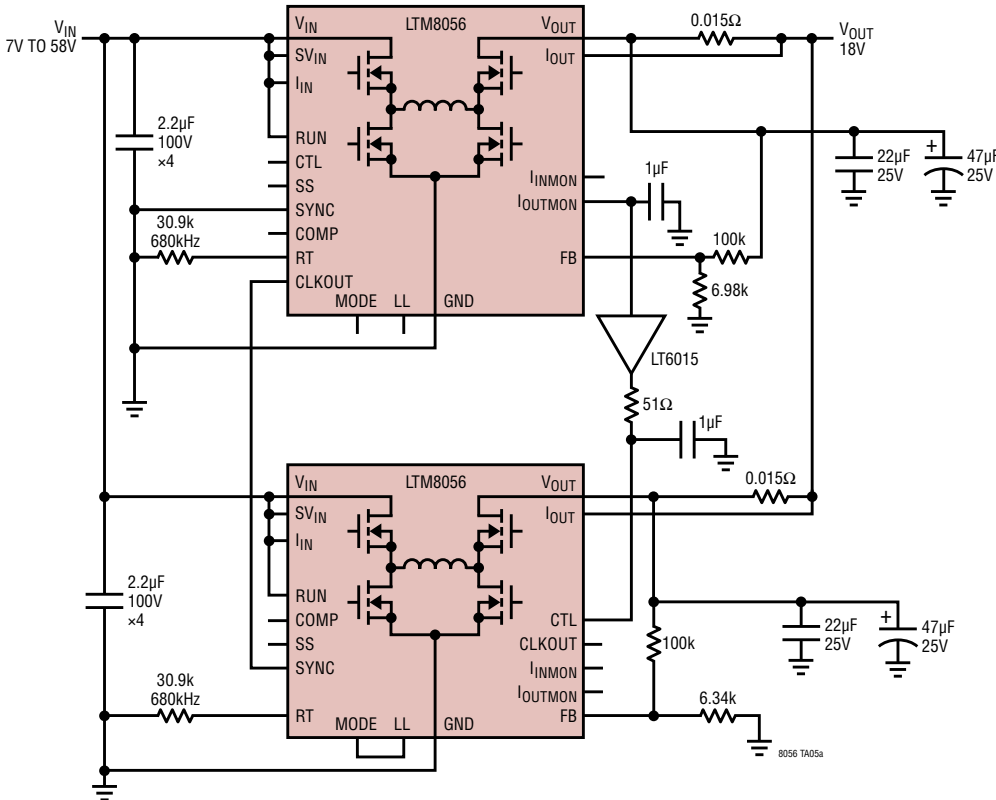 VIN
7V TO 58V
2.2µF
100V
×4
30.9k
680kHz
VIN
SVIN
IIN
RUN
CTL
SS
SYNC
COMP
RT
CLKOUT
MODE
LL
GND
LTM8056
VOUT
IOUT
IINMON
IOUTMON
FB
0.015Ω
VOUT
18V
1µF
100k
6.98k
22µF
25V
+
47µF
25V
LT6015
51Ω
1µF
2.2µF
100V
×4
30.9k
680kHz
VIN
SVIN
IIN
RUN
COMP
SS
SYNC
RT
MODE
LL
GND
LTM8056
VOUT
IOUT
CTL
CLKOUT
IINMON
IOUTMON
FB
0.015Ω
100k
6.34k
22µF
25V
+
47µF
25V
8056 TA05a